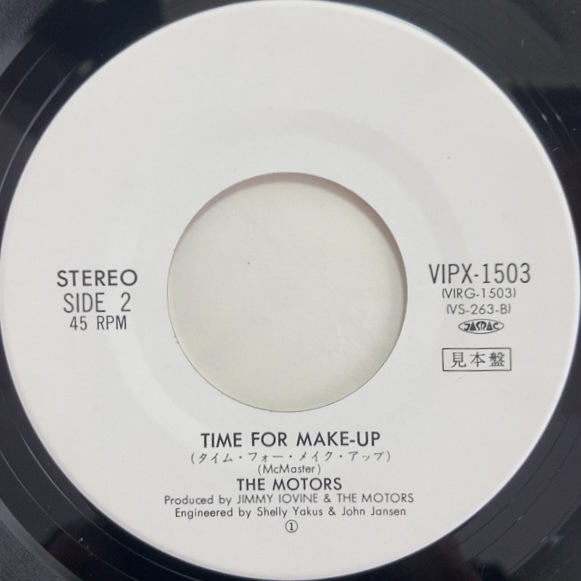 STEREO
SIDE 2
45 RPM
VIPX-1503
(VIRG-1503)
(VS-263-B)
JASRAC
見本盤
TIME FOR MAKE-UP
(タイム・フォー・メイク・アップ)
(McMaster)
THE MOTORS
Produced by JIMMY IOVINE & THE MOTORS
Engineered by Shelly Yakus & John Jansen
①